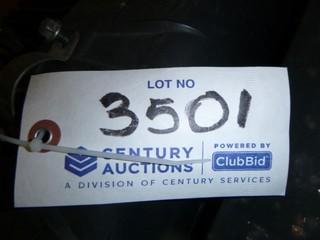 LOT NO
3501
CENTURY AUCTIONS
POWERED BY
ClubBid
A DIVISION OF CENTURY SERVICES